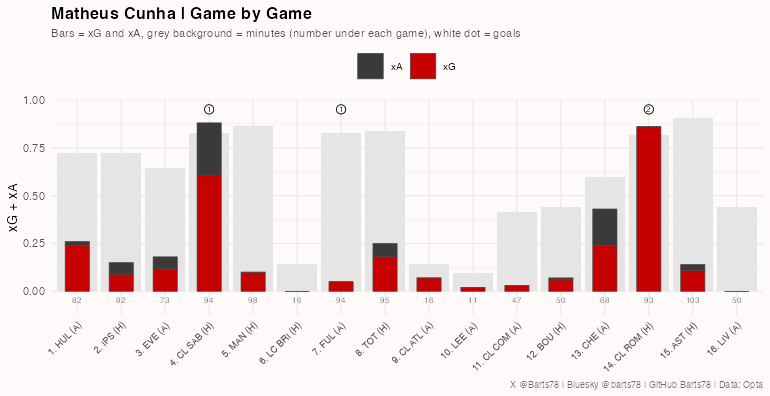 Matheus Cunha | Game by Game
Bars = xG and xA, grey background = minutes (number under each game), white dot = goals
xA xG
xG + xA
1.00
0.75
0.50
0.25
0.00
1 1 2
82 82 73 94 98 16 94 95 16 11 47 50 68 93 103 50
1. HUL (A)
2. IPS (H)
3. EVE (A)
4. CL SAB (H)
5. MAN (H)
6. LC BRI (H)
7. FUL (A)
8. TOT (H)
9. CL ATL (A)
10. LEE (A)
11. CL COM (A)
12. BOU (H)
13. CHE (A)
14. CL ROM (H)
15. AST (H)
16. LIV (A)
X @Barts78 | Bluesky @barts78 | GitHub Barts78 | Data: Opta